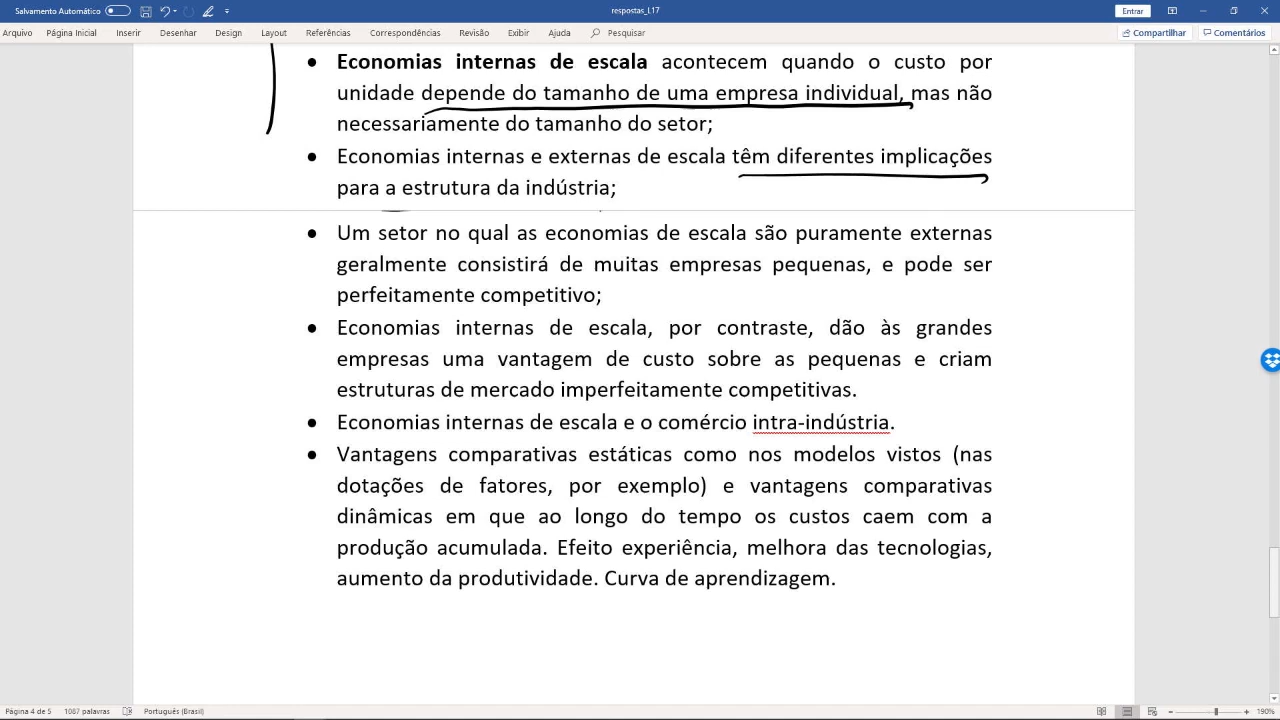 Salvamento Automático respostas_L17 Entrar
Arquivo Página Inicial Inserir Desenhar Design Layout Referências Correspondências Revisão Exibir Ajuda Pesquisar Compartilhar Comentários
• Economias internas de escala acontecem quando o custo por
unidade depende do tamanho de uma empresa individual, mas não
necessariamente do tamanho do setor;
• Economias internas e externas de escala têm diferentes implicações
para a estrutura da indústria;
• Um setor no qual as economias de escala são puramente externas
geralmente consistirá de muitas empresas pequenas, e pode ser
perfeitamente competitivo;
• Economias internas de escala, por contraste, dão às grandes
empresas uma vantagem de custo sobre as pequenas e criam
estruturas de mercado imperfeitamente competitivas.
• Economias internas de escala e o comércio intra-indústria.
• Vantagens comparativas estáticas como nos modelos vistos (nas
dotações de fatores, por exemplo) e vantagens comparativas
dinâmicas em que ao longo do tempo os custos caem com a
produção acumulada. Efeito experiência, melhora das tecnologias,
aumento da produtividade. Curva de aprendizagem.
Página 4 de 5 1087 palavras Português (Brasil) 190%